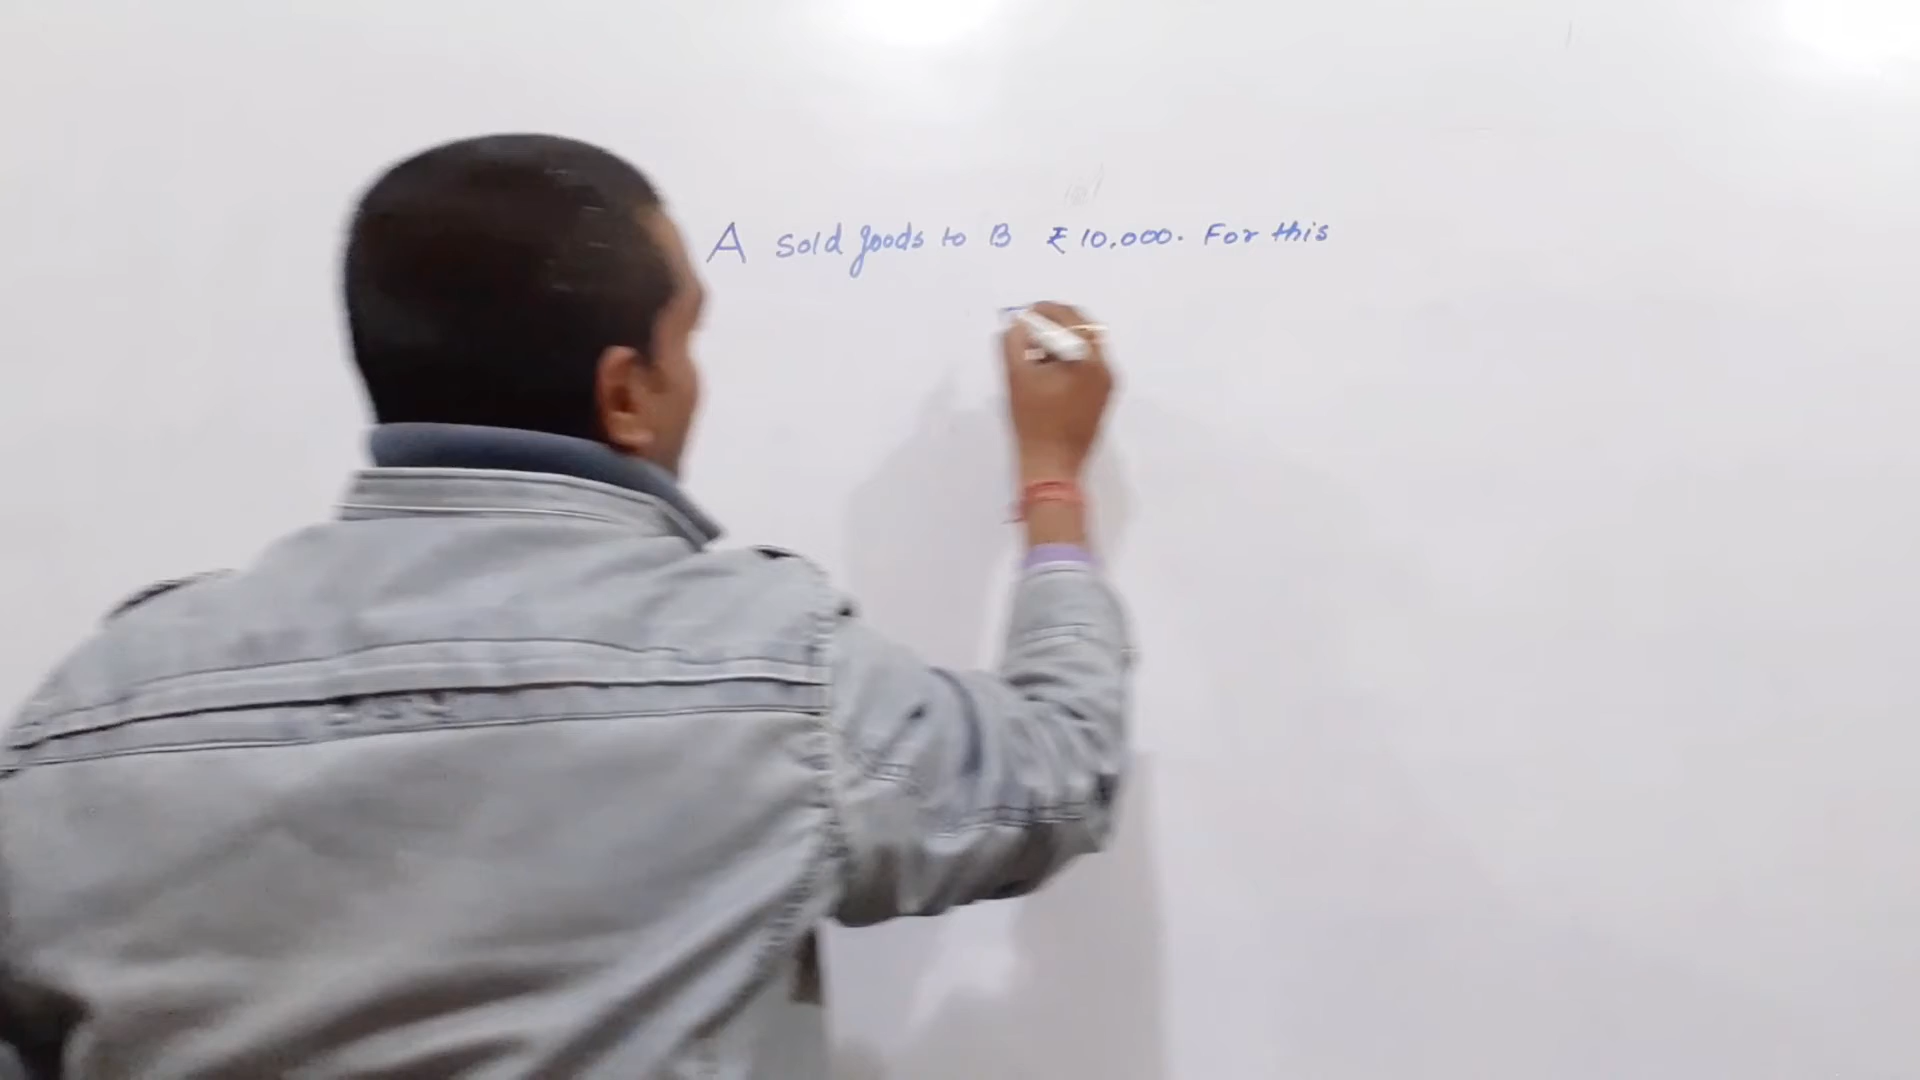 A sold goods to B ₹10,000. For this